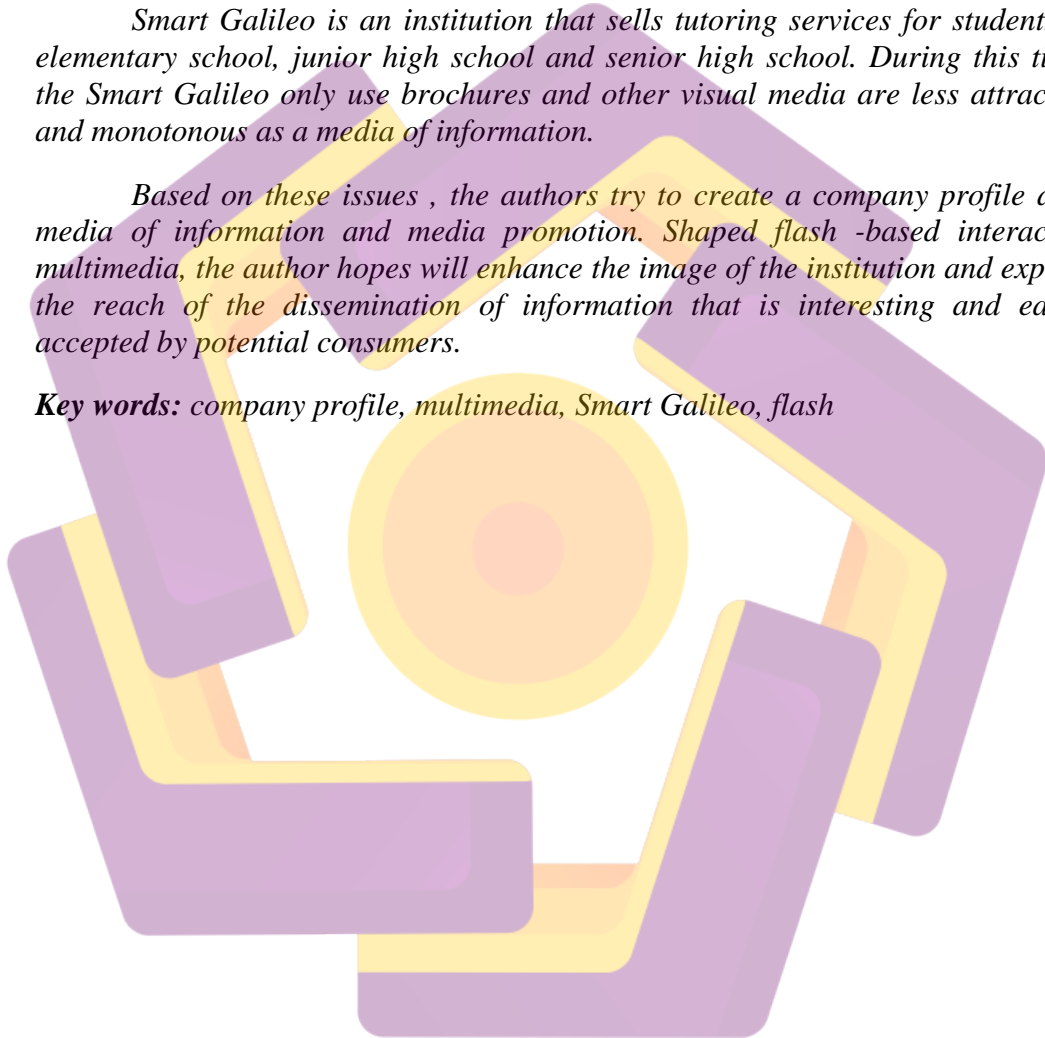 Smart Galileo is an institution that sells tutoring services for student
elementary school, junior high school and senior high school. During this
the Smart Galileo only use brochures and other visual media are less
and monotonous as a media of information.
Based on these issues , the authors try to create a company profile
media of information and media promotion. Shaped flash -based
multimedia, the author hopes will enhance the image of the institution and
the reach of the dissemination of information that is interesting and
accepted by potential consumers.
Key words: company profile, multimedia, Smart Galileo, flash